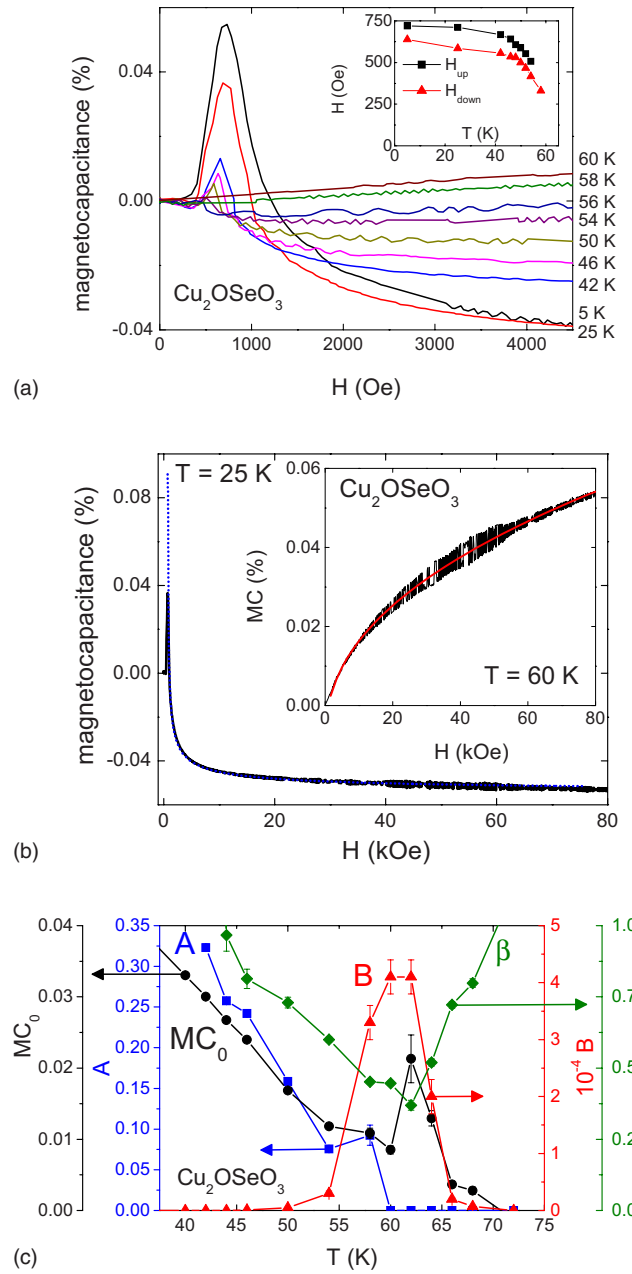 0.04
0.00
-0.04
magnetocapacitance (%)
0
1000
2000
3000
4000
H (Oe)
Cu2OSeO3
750
500
250
0
H (Oe)
0
20
40
60
T (K)
Hup
Hdown
60 K
58 K
56 K
54 K
50 K
46 K
42 K
5 K
25 K
(a)
0.08
0.04
0.00
-0.04
magnetocapacitance (%)
0
20
40
60
80
H (kOe)
T = 25 K
0.06
0.04
0.02
0.00
MC (%)
0
20
40
60
80
H (kOe)
Cu2OSeO3
T = 60 K
(b)
0.04
0.03
0.02
0.01
0.00
MC0
0.35
0.30
0.25
0.20
0.15
0.10
0.05
0.00
A
A
MC0
B
β
Cu2OSeO3
5
4
3
2
1
0
10-4 B
1.0
0.7
0.5
0.2
0.0
40
45
50
55
60
65
70
75
T (K)
(c)